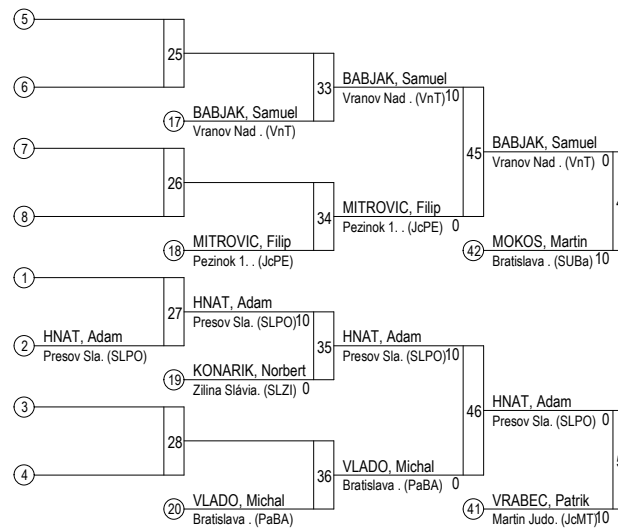 5
25
6
33
BABJAK, Samuel
Vranov Nad . (VnT) 10
17
BABJAK, Samuel
Vranov Nad . (VnT)
7
45
BABJAK, Samuel
Vranov Nad . (VnT) 0
26
8
34
MITROVIC, Filip
Pezinok 1. . (JcPE) 0
18
MITROVIC, Filip
Pezinok 1. . (JcPE)
42
MOKOS, Martin
Bratislava . (SUBa) 10
1
27
HNAT, Adam
Presov Sla. (SLPO) 10
2
HNAT, Adam
Presov Sla. (SLPO)
35
HNAT, Adam
Presov Sla. (SLPO) 10
19
KONARIK, Norbert
Zilina Slávia. (SLZI) 0
3
46
HNAT, Adam
Presov Sla. (SLPO) 0
28
4
36
VLADO, Michal
Bratislava . (PaBA) 0
20
VLADO, Michal
Bratislava . (PaBA)
41
VRABEC, Patrik
Martin Judo. (JcMT) 10